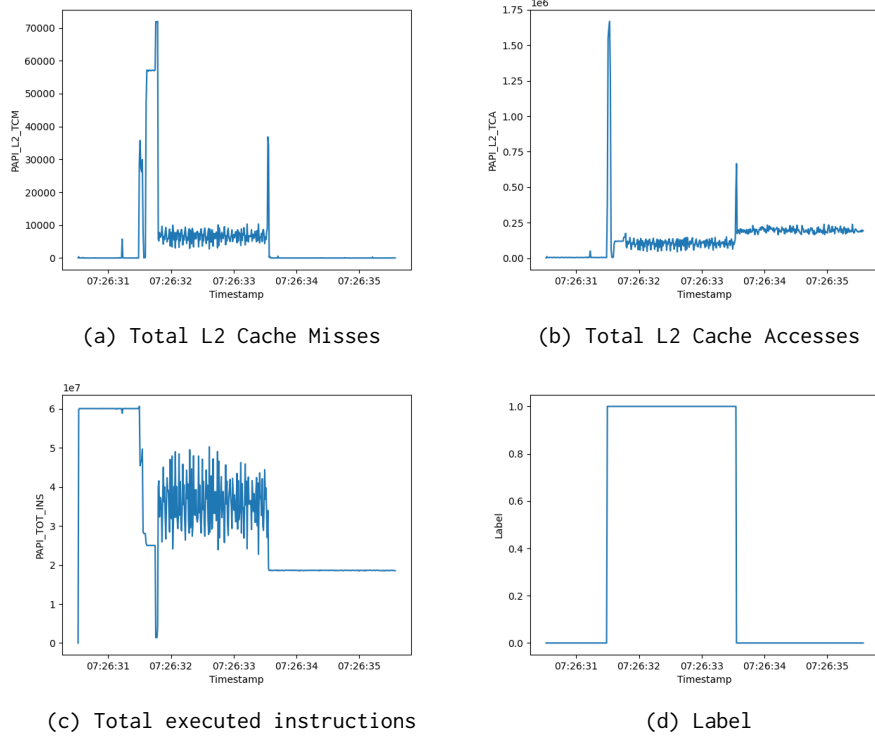 70000
60000
50000
40000
30000
20000
10000
0
PAPI_L2_TCM
07:26:31 07:26:32 07:26:33 07:26:34 07:26:35
Timestamp
(a) Total L2 Cache Misses
1e6
1.75
1.50
1.25
1.00
0.75
0.50
0.25
0.00
PAPI_L2_TCA
07:26:31 07:26:32 07:26:33 07:26:34 07:26:35
Timestamp
(b) Total L2 Cache Accesses
1e7
6
5
4
3
2
1
0
PAPI_TOT_INS
07:26:31 07:26:32 07:26:33 07:26:34 07:26:35
Timestamp
(c) Total executed instructions
1.0
0.8
0.6
0.4
0.2
0.0
Label
07:26:31 07:26:32 07:26:33 07:26:34 07:26:35
Timestamp
(d) Label